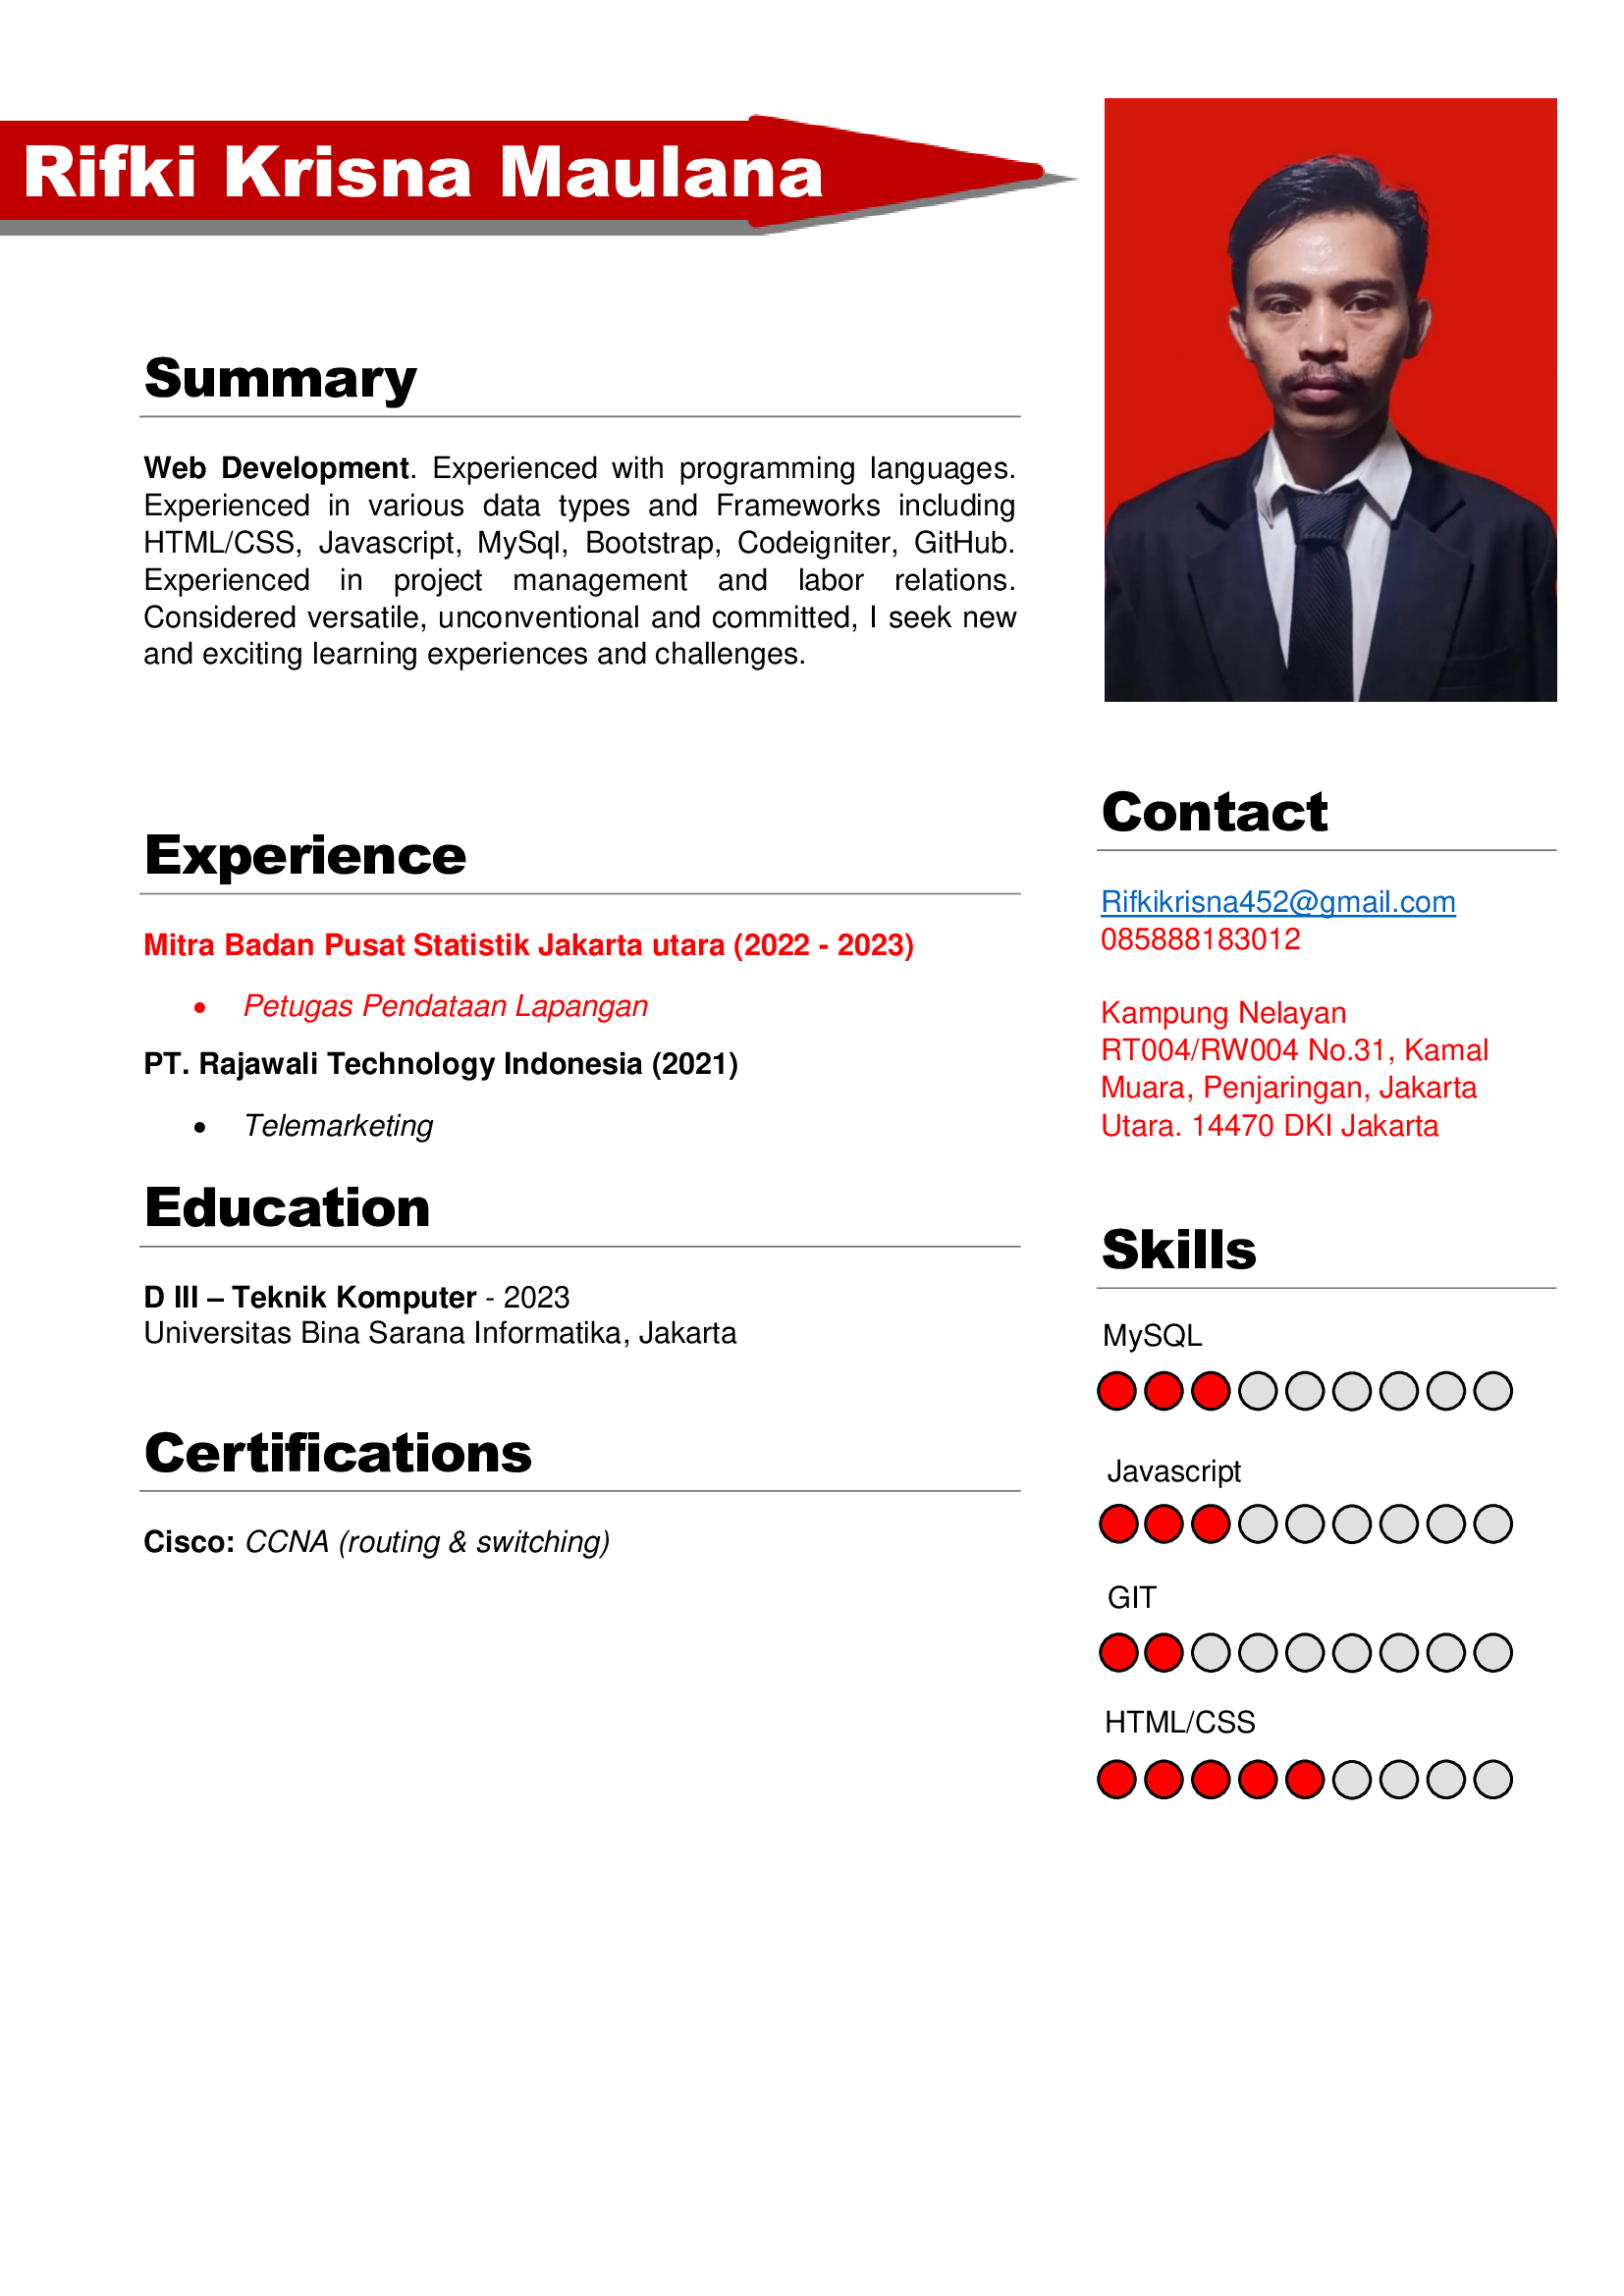 Rifki Krisna Maulana
Summary
Web Development. Experienced with programming languages.
Experienced in various data types and Frameworks including
HTML/CSS, Javascript, MySql, Bootstrap, Codeigniter, GitHub.
Experienced in project management and labor relations.
Considered versatile, unconventional and committed, I seek new
and exciting learning experiences and challenges.
Experience
Mitra Badan Pusat Statistik Jakarta utara (2022 - 2023)
• Petugas Pendataan Lapangan
PT. Rajawali Technology Indonesia (2021)
• Telemarketing
Education
D III – Teknik Komputer - 2023
Universitas Bina Sarana Informatika, Jakarta
Certifications
Cisco: CCNA (routing & switching)
Contact
Rifkikrisna452@gmail.com
085888183012
Kampung Nelayan
RT004/RW004 No.31, Kamal
Muara, Penjaringan, Jakarta
Utara. 14470 DKI Jakarta
Skills
MySQL
Javascript
GIT
HTML/CSS